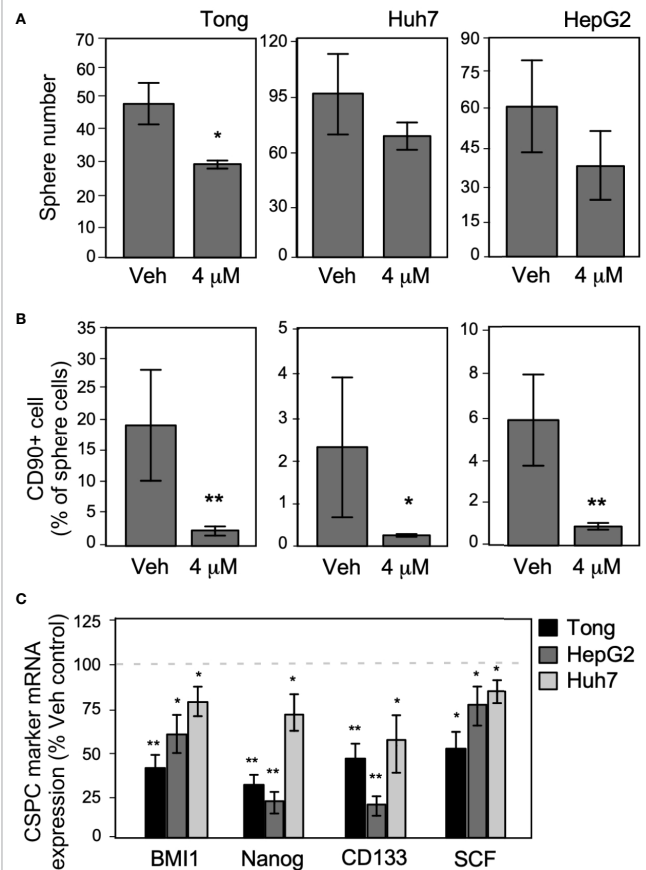 A
Tong
Huh7
HepG2
Sphere number
70
60
50
40
30
50
10
0
Veh
4 μM
*
120
95
60
30
0
Veh
4 μM
90
75
60
45
30
15
0
Veh
4 μM
B
CD90+ cell
(% of sphere cells)
35
30
25
20
15
10
5
0
Veh
4 μM
**
5
4
3
2
1
0
Veh
4 μM
*
10
8
6
4
2
0
Veh
4 μM
**
C
CSPC marker mRNA
expression (% Veh control)
125
100
75
50
25
0
** * *
** ** *
** ** *
* * *
BMI1 Nanog CD133 SCF
Tong
HepG2
Huh7